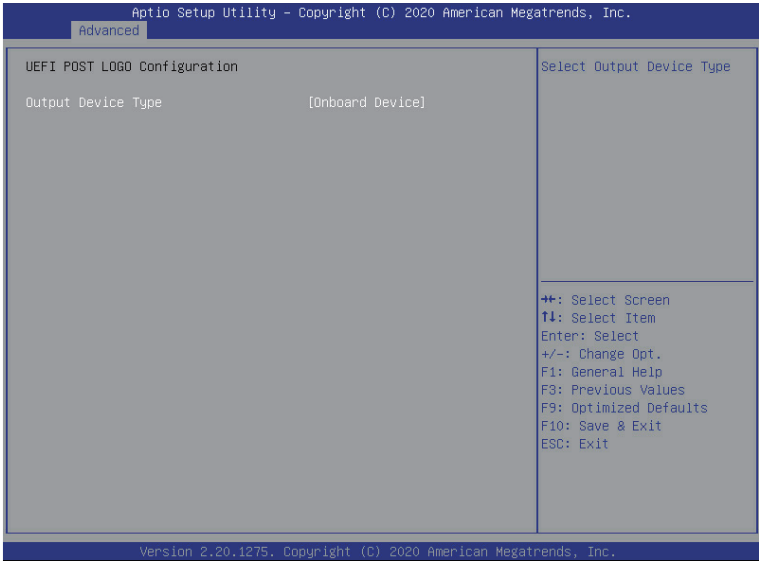 Aptio Setup Utility – Copyright (C) 2020 American Megatrends, Inc.
Advanced
UEFI POST LOGO Configuration
Output Device Type [Onboard Device]
Select Output Device Type
→←: Select Screen
↑↓: Select Item
Enter: Select
+/-: Change Opt.
F1: General Help
F3: Previous Values
F9: Optimized Defaults
F10: Save & Exit
ESC: Exit
Version 2.20.1275. Copyright (C) 2020 American Megatrends, Inc.